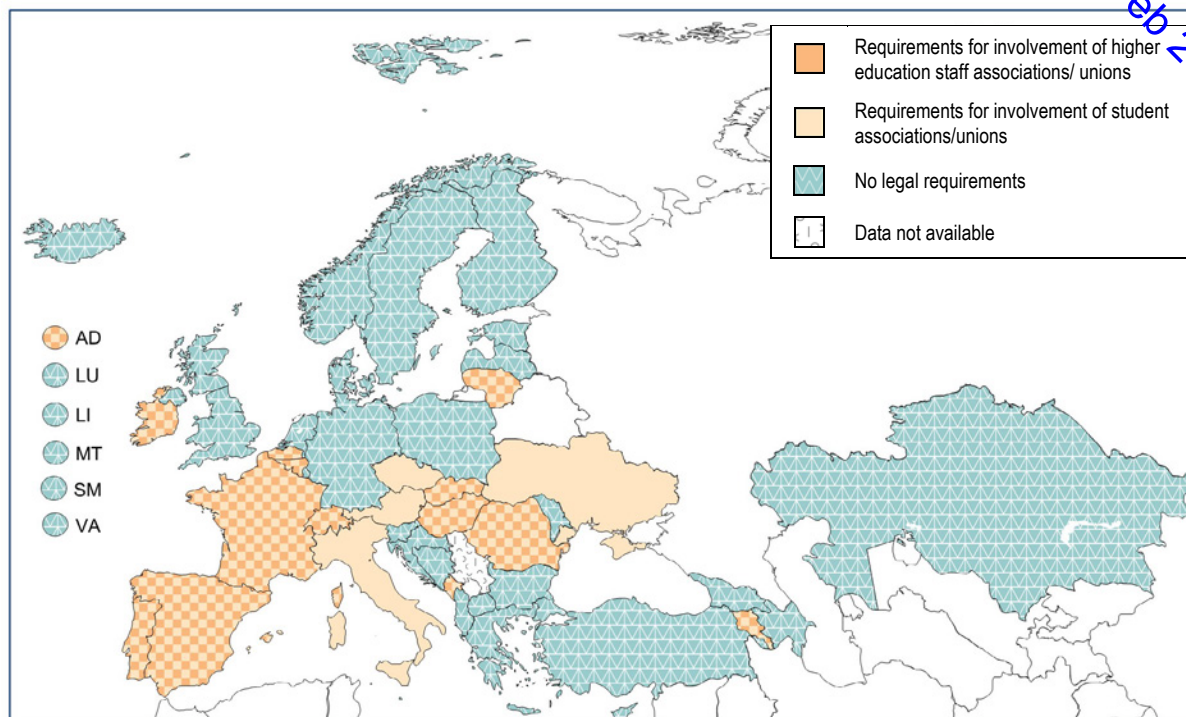 Requirements for involvement of higher
education staff associations/ unions
Requirements for involvement of student
associations/unions
No legal requirements
Data not available
AD
LU
LI
MT
SM
VA